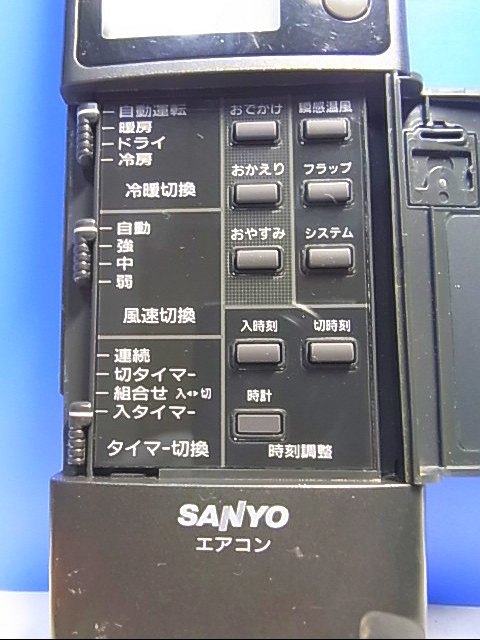 自動運転
暖房
ドライ
冷房
冷暖切換
自動
強
中
弱
風速切換
連続
切タイマー
組合せ 入↔切
入タイマー
タイマー切換
おでかけ
瞬感温風
おかえり
フラップ
おやすみ
システム
入時刻
切時刻
時計
時刻調整
SANYO
エアコン